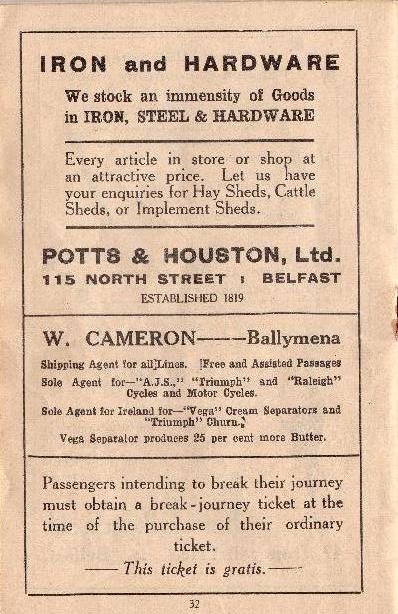 IRON and HARDWARE
We stock an immensity of Goods
in IRON, STEEL & HARDWARE
Every article in store or shop at
an attractive price. Let us have
your enquiries for Hay Sheds, Cattle
Sheds, or Implement Sheds.
POTTS & HOUSTON, Ltd.
115 NORTH STREET : BELFAST
ESTABLISHED 1819
W. CAMERON———Ballymena
Shipping Agent for all Lines. Free and Assisted Passages
Sole Agent for—"A.J.S.," "Triumph" and "Raleigh"
Cycles and Motor Cycles.
Sole Agent for Ireland for—"Vega" Cream Separators and
"Triumph" Churn.
Vega Separator produces 25 per cent more Butter.
Passengers intending to break their journey
must obtain a break-journey ticket at the
time of the purchase of their ordinary
ticket.
—— This ticket is gratis. ——
32